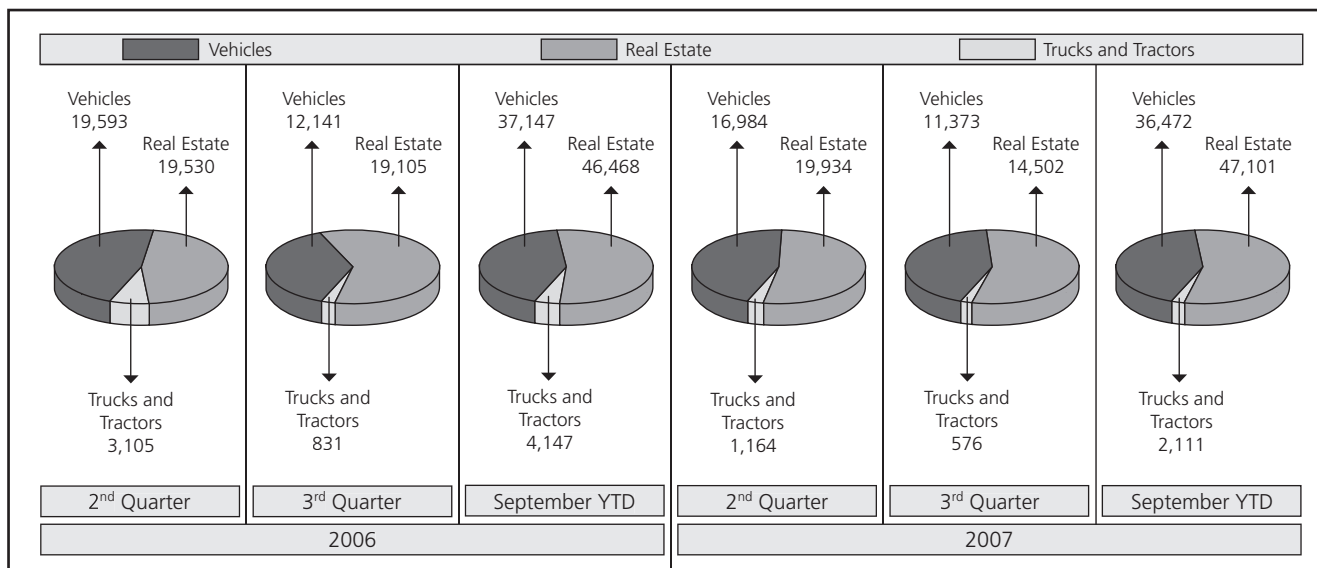 Vehicles
Real Estate
Trucks and Tractors
Vehicles
19,593
Real Estate
19,530
Trucks and
Tractors
3,105
2nd Quarter
Vehicles
12,141
Real Estate
19,105
Trucks and
Tractors
831
3rd Quarter
Vehicles
37,147
Real Estate
46,468
Trucks and
Tractors
4,147
September YTD
2006
Vehicles
16,984
Real Estate
19,934
Trucks and
Tractors
1,164
2nd Quarter
Vehicles
11,373
Real Estate
14,502
Trucks and
Tractors
576
3rd Quarter
Vehicles
36,472
Real Estate
47,101
Trucks and
Tractors
2,111
September YTD
2007